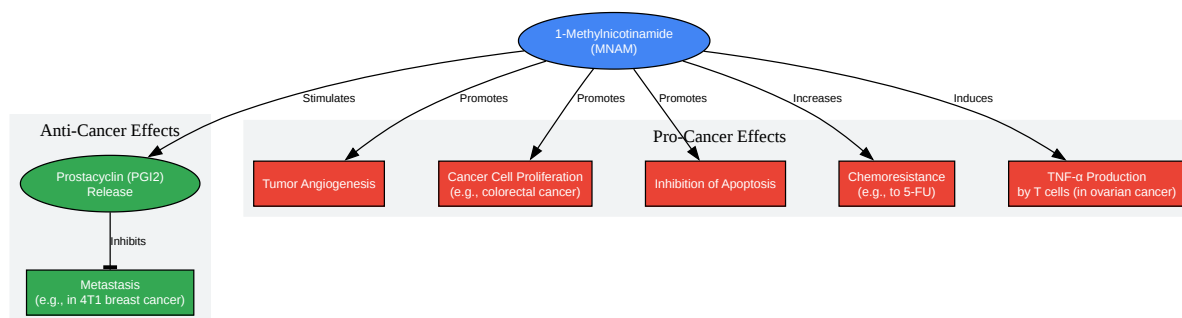 1-Methylnicotinamide
(MNAM)
Stimulates
Promotes
Promotes
Promotes
Increases
Induces
Anti-Cancer Effects
Pro-Cancer Effects
Prostacyclin (PGI2)
Release
Tumor Angiogenesis
Cancer Cell Proliferation
(e.g., colorectal cancer)
Inhibition of Apoptosis
Chemoresistance
(e.g., to 5-FU)
TNF-α Production
by T cells (in ovarian cancer)
Inhibits
Metastasis
(e.g., in 4T1 breast cancer)